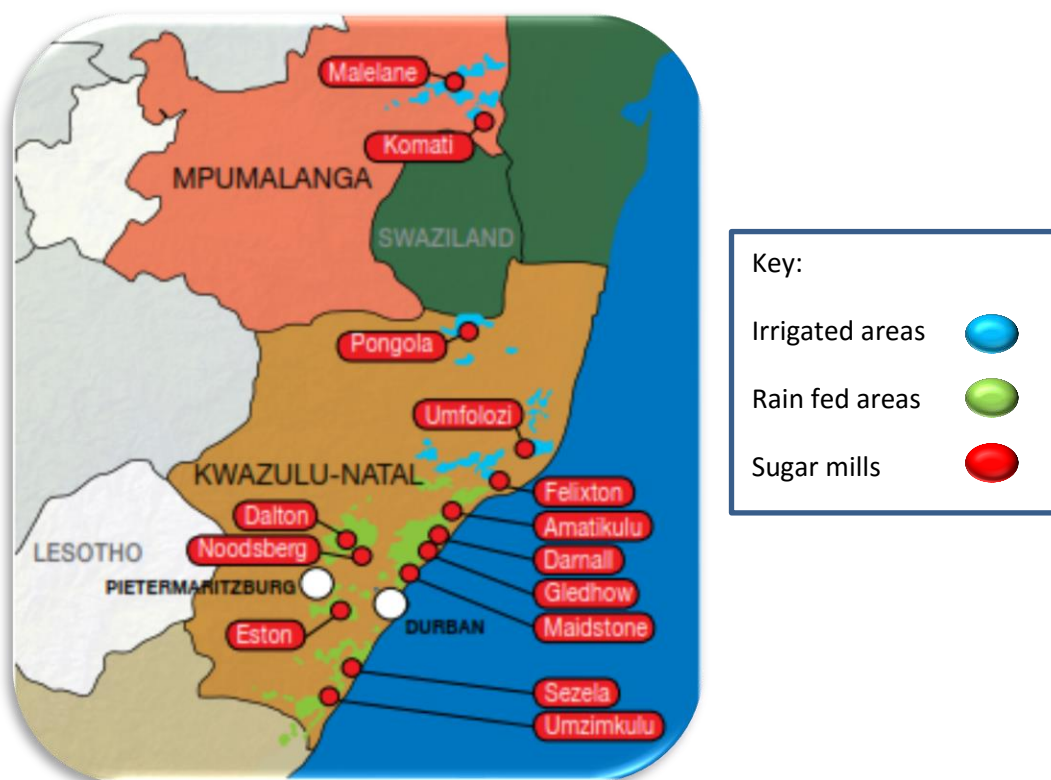 Malelane
Komati
MPUMALANGA
SWAZILAND
Pongola
Umfolozi
KWAZULU-NATAL
Felixton
Dalton
Amatikulu
Noodsberg
Darnall
LESOTHO
PIETERMARITZBURG
Gledhow
Eston
DURBAN
Maidstone
Sezela
Umzimkulu
Key:
Irrigated areas
Rain fed areas
Sugar mills